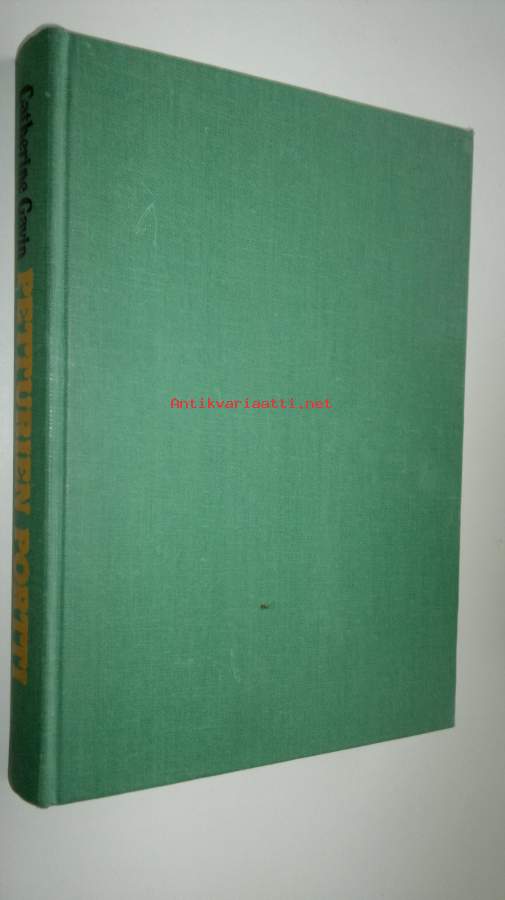 Catherine Gavin
PETTURIEN PORTTI
Antikvariaatti.net